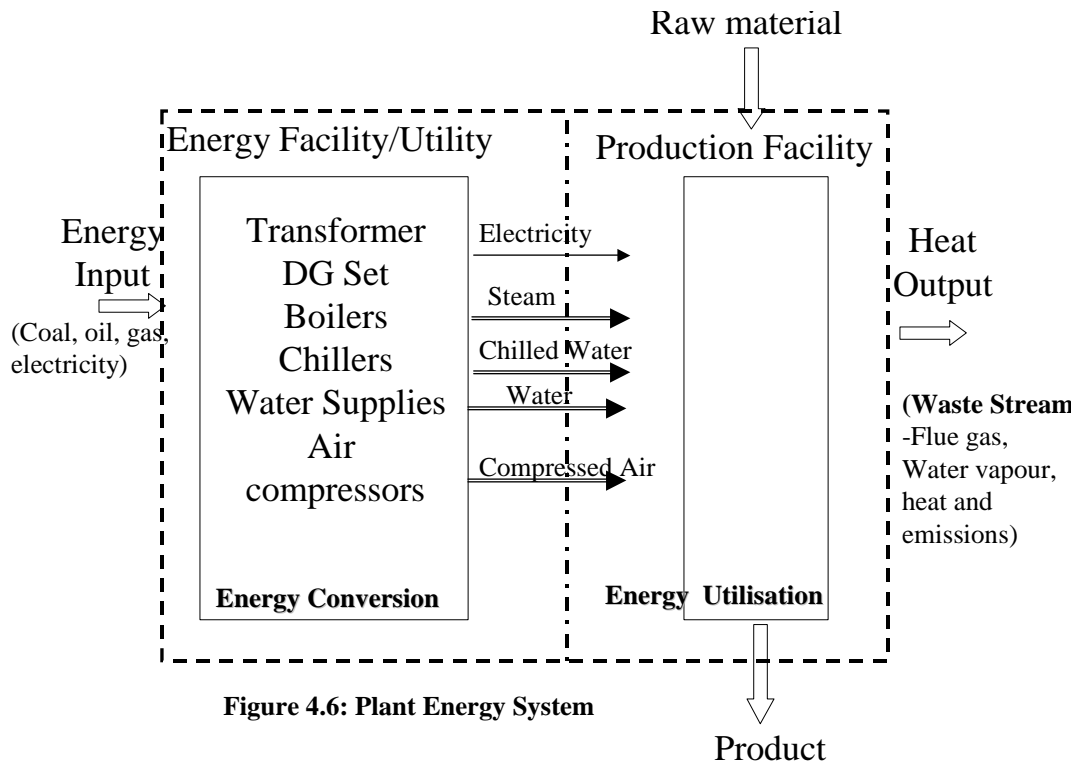 Raw material
Energy Facility/Utility
Production Facility
Energy
Input
(Coal, oil, gas,
electricity)
Transformer
DG Set
Boilers
Chillers
Water Supplies
Air
compressors
Energy Conversion
Electricity
Steam
Chilled Water
Water
Compressed Air
Energy Utilisation
Heat
Output
(Waste Stream
-Flue gas,
Water vapour,
heat and
emissions)
Figure 4.6: Plant Energy System
Product